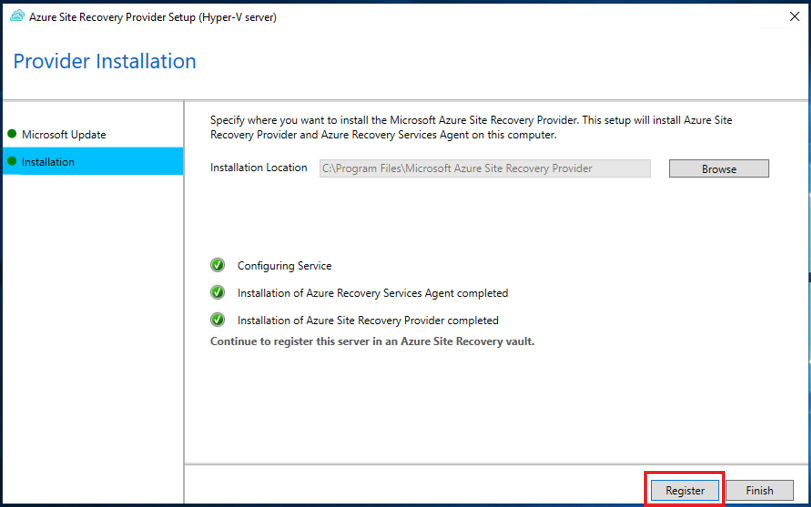 Azure Site Recovery Provider Setup (Hyper-V server)
Provider Installation
Microsoft Update
Installation
Specify where you want to install the Microsoft Azure Site Recovery Provider. This setup will install Azure Site
Recovery Provider and Azure Recovery Services Agent on this computer.
Installation Location
C:\Program Files\Microsoft Azure Site Recovery Provider
Browse
Configuring Service
Installation of Azure Recovery Services Agent completed
Installation of Azure Site Recovery Provider completed
Continue to register this server in an Azure Site Recovery vault.
Register
Finish